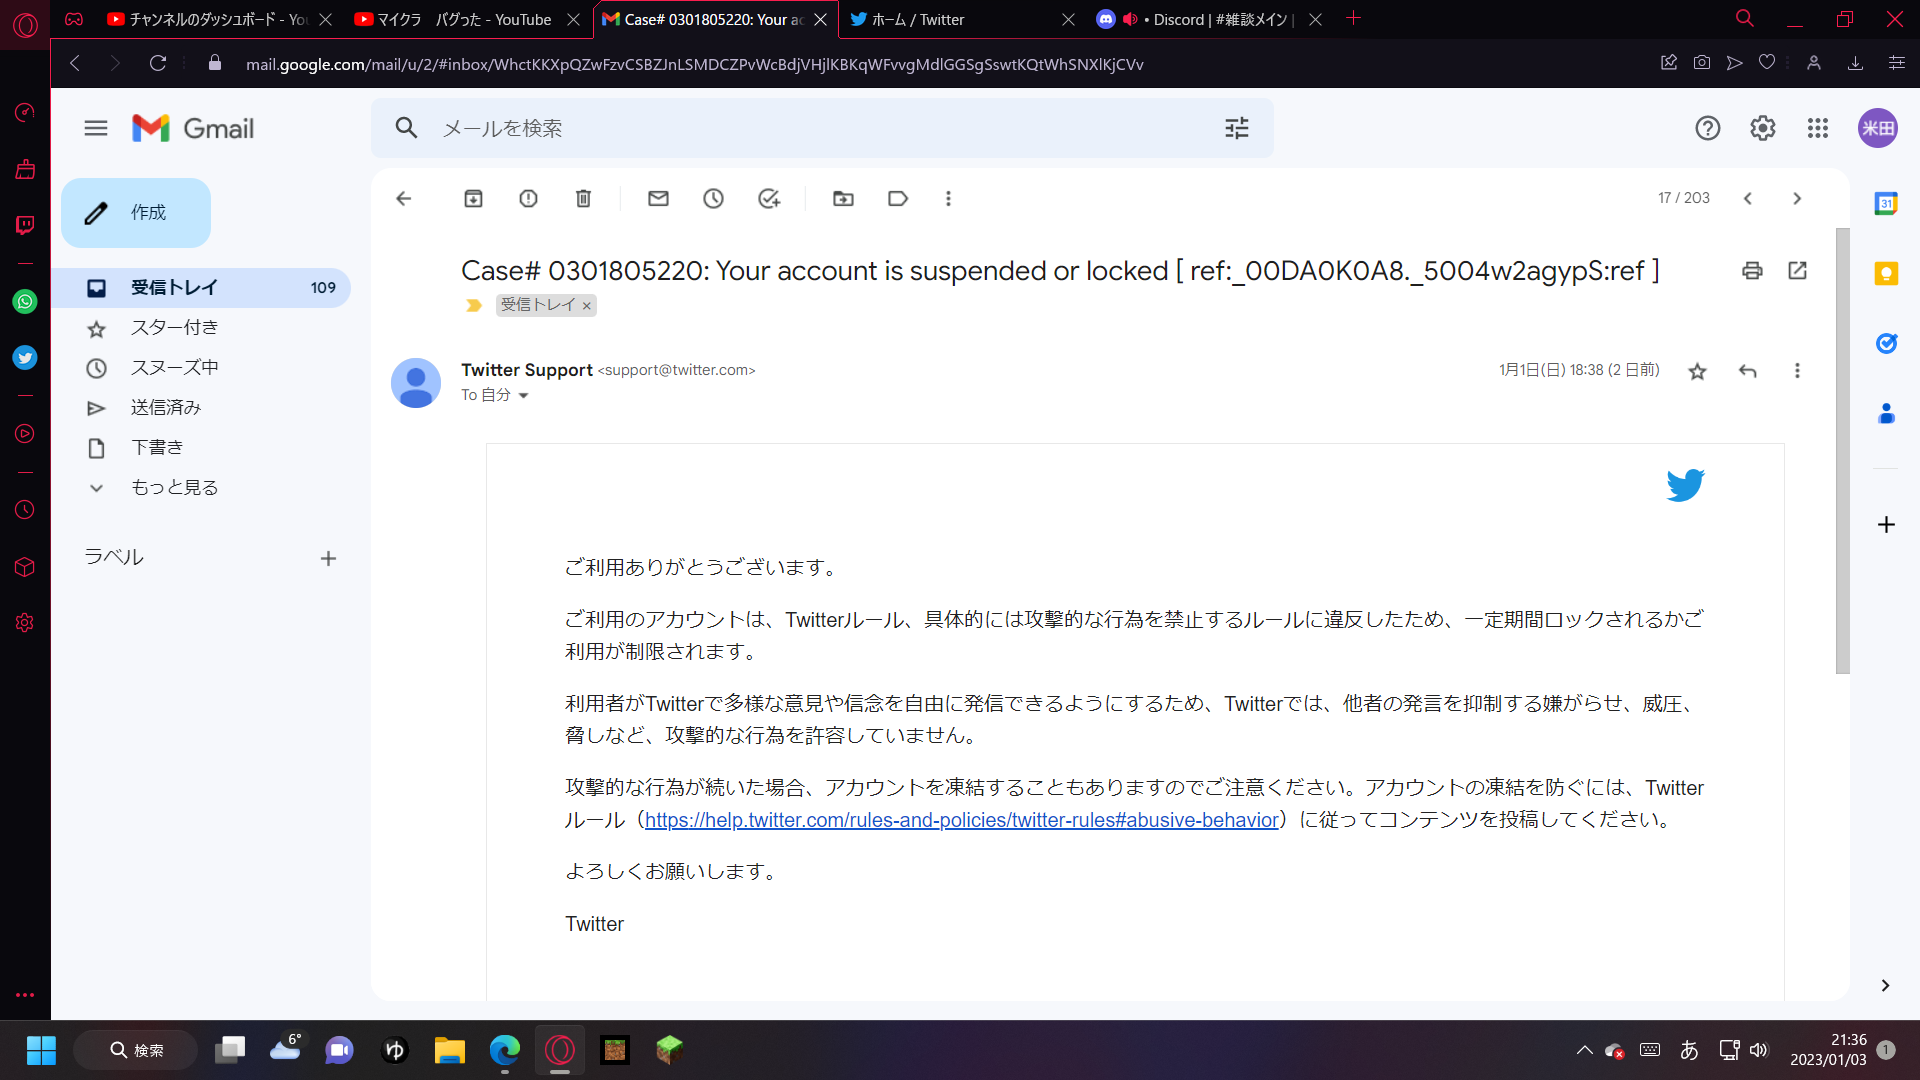 チャンネルのダッシュボード - You
マイクラ　バグった - YouTube
Case# 0301805220: Your ac
ホーム / Twitter
• Discord | #雑談メイン |
mail.google.com/mail/u/2/#inbox/WhctKKXpQZwFzvCSBZJnLSMDCZPvWcBdjVHjlKBKqWFvvgMdlGGSgSswtKQtWhSNXlKjCVv
Gmail
メールを検索
米田
作成
17 / 203
31
受信トレイ 109
スター付き
スヌーズ中
送信済み
下書き
もっと見る
ラベル
Case# 0301805220: Your account is suspended or locked [ ref:_00DA0K0A8._5004w2agypS:ref ]
受信トレイ ×
Twitter Support <support@twitter.com>
1月1日(日) 18:38 (2 日前)
To 自分
ご利用ありがとうございます。
ご利用のアカウントは、Twitterルール、具体的には攻撃的な行為を禁止するルールに違反したため、一定期間ロックされるかご
利用が制限されます。
利用者がTwitterで多様な意見や信念を自由に発信できるようにするため、Twitterでは、他者の発言を抑制する嫌がらせ、威圧、
脅しなど、攻撃的な行為を許容していません。
攻撃的な行為が続いた場合、アカウントを凍結することもありますのでご注意ください。アカウントの凍結を防ぐには、Twitter
ルール（https://help.twitter.com/rules-and-policies/twitter-rules#abusive-behavior）に従ってコンテンツを投稿してください。
よろしくお願いします。
Twitter
検索
6°
ゆ
あ
21:36
2023/01/03
1